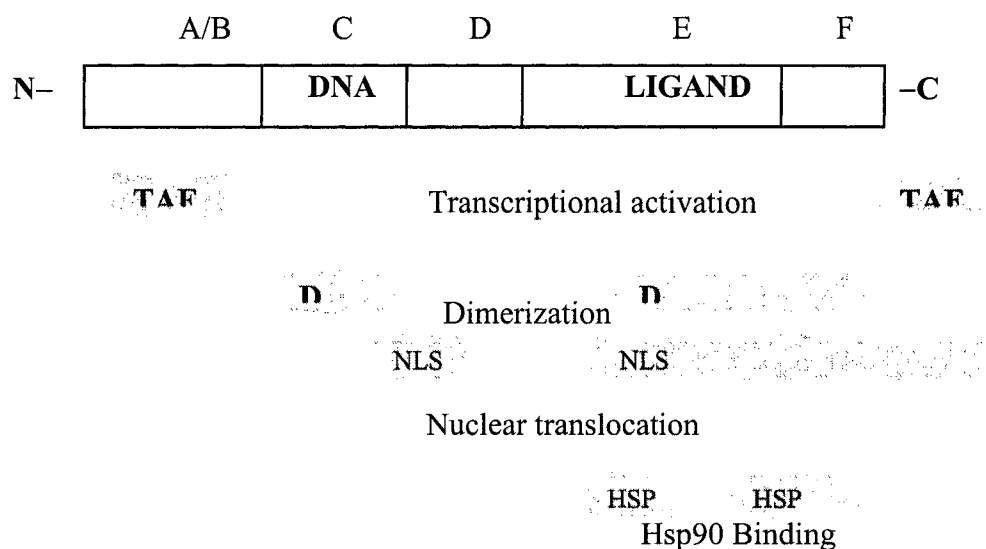 A/B C D E F
N– DNA LIGAND –C
TAF Transcriptional activation TAF
D D
Dimerization
NLS NLS
Nuclear translocation
HSP HSP
Hsp90 Binding